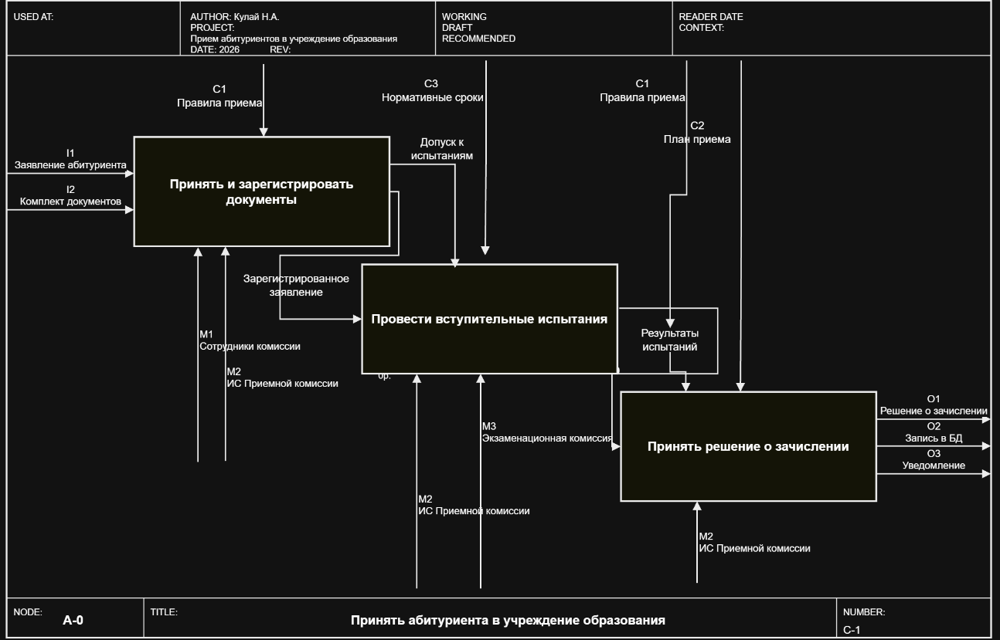 USED AT:
AUTHOR: Кулай Н.А.
PROJECT:
Прием абитуриентов в учреждение образования
DATE: 2026 REV:
WORKING
DRAFT
RECOMMENDED
READER DATE
CONTEXT:
C1
Правила приема
C3
Нормативные сроки
C1
Правила приема
C2
План приема
I1
Заявление абитуриента
I2
Комплект документов
Принять и зарегистрировать
документы
Допуск к
испытаниям
Зарегистрированное
заявление
Провести вступительные испытания
Результаты
испытаний
M1
Сотрудники комиссии
M2
ИС Приемной комиссии
0р.
M3
Экзаменационная комиссия
Принять решение о зачислении
O1
Решение о зачислении
O2
Запись в БД
O3
Уведомление
M2
ИС Приемной комиссии
M2
ИС Приемной комиссии
NODE:
A-0
TITLE:
Принять абитуриента в учреждение образования
NUMBER:
C-1